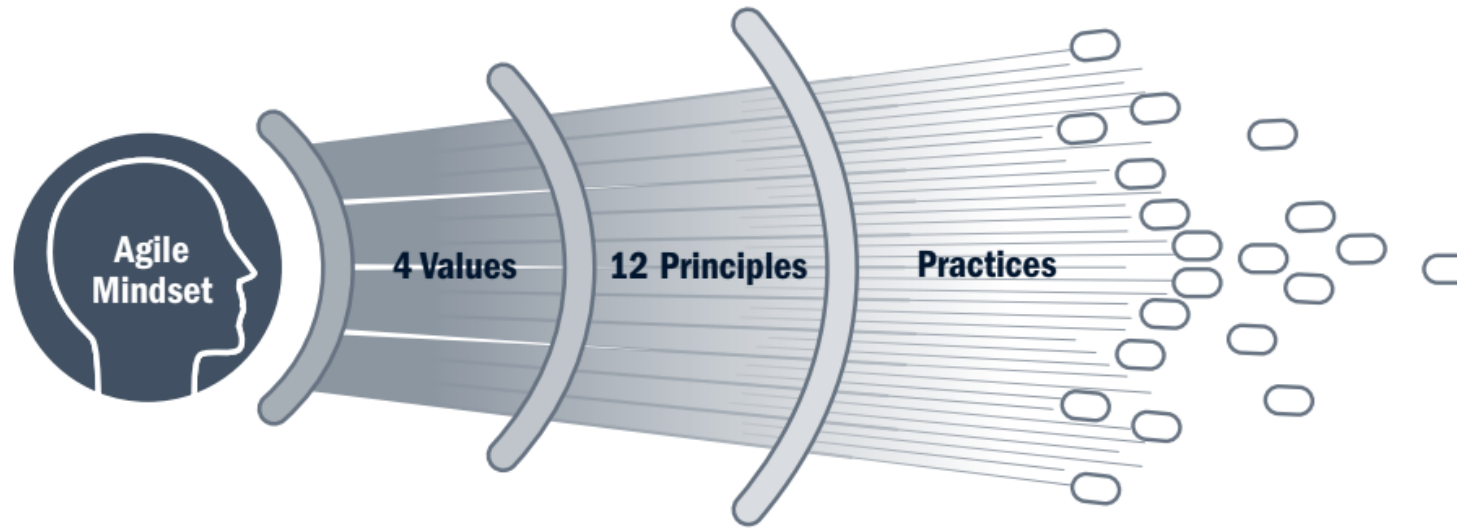 Agile
Mindset
4 Values
12 Principles
Practices